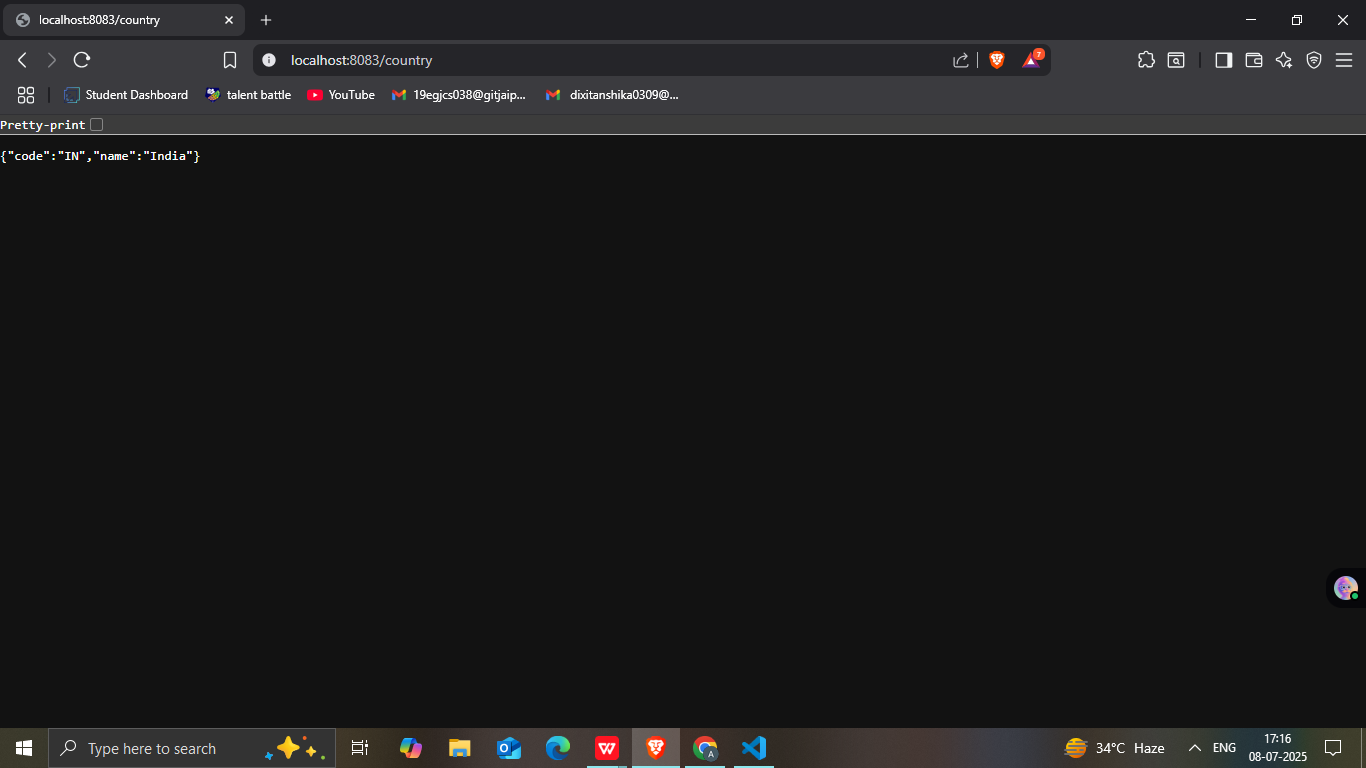 localhost:8083/country
localhost:8083/country
7
Student Dashboard
talent battle
YouTube
19egjcs038@gitjaip...
dixitanshika0309@...
Pretty-print
{"code":"IN","name":"India"}
Type here to search
34°C Haze
ENG
17:16
08-07-2025